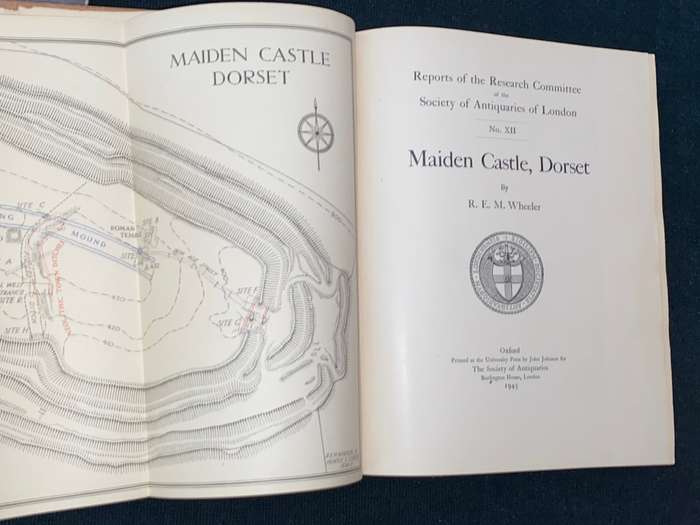 MAIDEN CASTLE
DORSET
SITE C
ROMAN
SITE B
MOUND
A
SITE F
SITE G
SITE H
420
Reports of the Research Committee
of the
Society of Antiquaries of London
No. XII
Maiden Castle, Dorset
By
R. E. M. Wheeler
Oxford
Printed at the University Press by John Johnson for
The Society of Antiquaries
Burlington House, London
1943